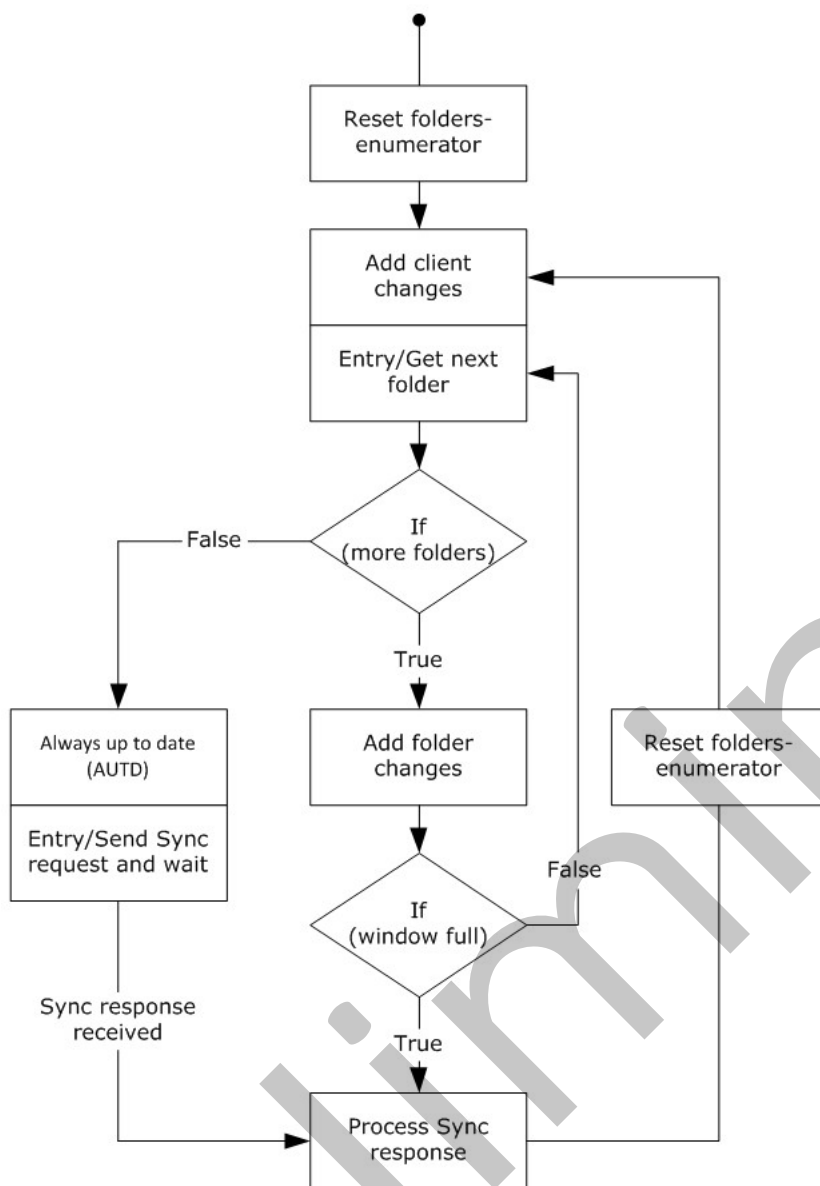 Reset folders-
enumerator
Add client
changes
Entry/Get next
folder
If
(more folders)
False
True
Always up to date
(AUTD)
Entry/Send Sync
request and wait
Add folder
changes
Reset folders-
enumerator
If
(window full)
False
Sync response
received
True
Process Sync
response